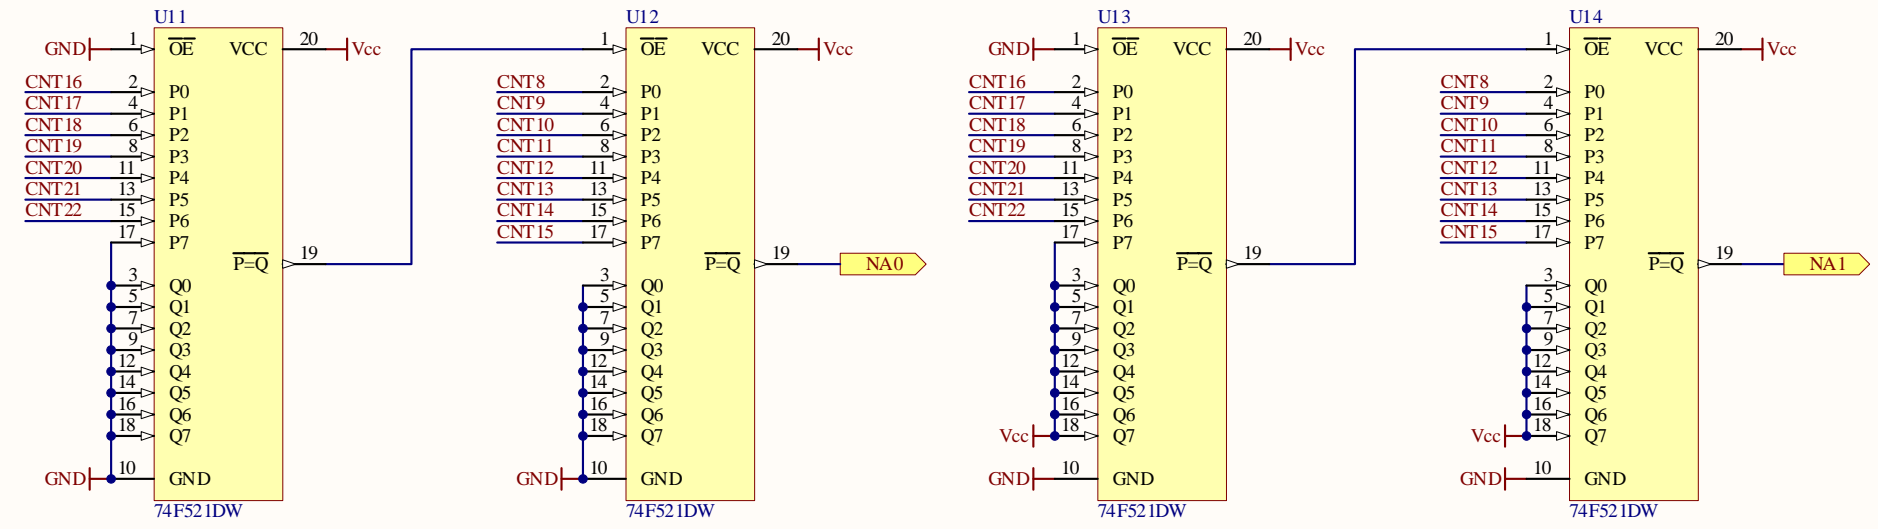 U11
GND 1 OE VCC 20 Vcc
CNT16 2 P0
CNT17 4 P1
CNT18 6 P2
CNT19 8 P3
CNT20 11 P4
CNT21 13 P5
CNT22 15 P6
17 P7
P=Q 19
3 Q0
5 Q1
7 Q2
9 Q3
12 Q4
14 Q5
16 Q6
18 Q7
GND 10 GND
74F521DW
U12
1 OE VCC 20 Vcc
CNT8 2 P0
CNT9 4 P1
CNT10 6 P2
CNT11 8 P3
CNT12 11 P4
CNT13 13 P5
CNT14 15 P6
CNT15 17 P7
P=Q 19 NA0
3 Q0
5 Q1
7 Q2
9 Q3
12 Q4
14 Q5
16 Q6
18 Q7
GND 10 GND
74F521DW
U13
GND 1 OE VCC 20 Vcc
CNT16 2 P0
CNT17 4 P1
CNT18 6 P2
CNT19 8 P3
CNT20 11 P4
CNT21 13 P5
CNT22 15 P6
17 P7
P=Q 19
3 Q0
5 Q1
7 Q2
9 Q3
12 Q4
14 Q5
16 Q6
Vcc 18 Q7
GND 10 GND
74F521DW
U14
1 OE VCC 20 Vcc
CNT8 2 P0
CNT9 4 P1
CNT10 6 P2
CNT11 8 P3
CNT12 11 P4
CNT13 13 P5
CNT14 15 P6
CNT15 17 P7
P=Q 19 NA1
3 Q0
5 Q1
7 Q2
9 Q3
12 Q4
14 Q5
16 Q6
Vcc 18 Q7
GND 10 GND
74F521DW